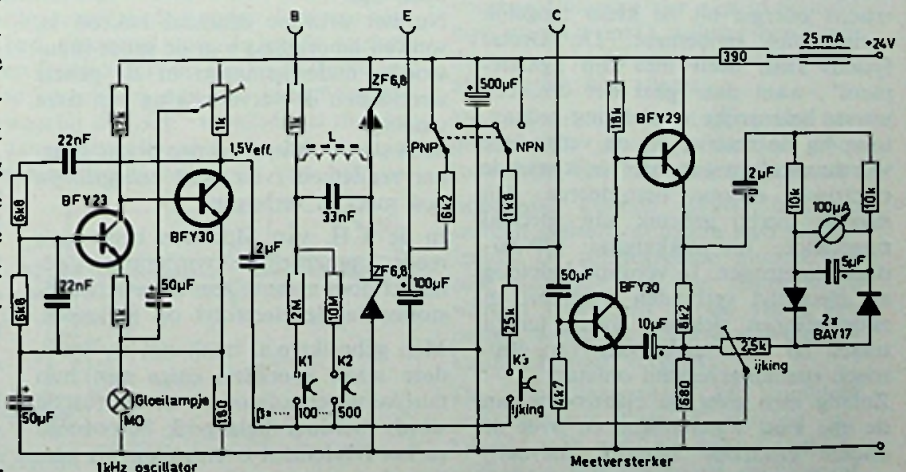 B E C
25 mA
+24V
390
ZF6,8
500µF
12k
1k
1k
18k
BFY29
22nF
1,5Veff.
L
PNP
NPN
2µF
10k
10k
6k8
BFY23
33nF
6k2
1k8
100µA
BFY30
2µF
ZF6,8
50µF
5µF
6k8
22nF
50µF
2M
10M
100µF
BFY30
25k
10µF
8k2
2,5k
2x
BAY17
1k
K1
K2
K3
4k7
ijking
50µF
Gloeilampje
MO
180
βa....
100....
500
ijking
680
1kHz oscillator
Meetversterker